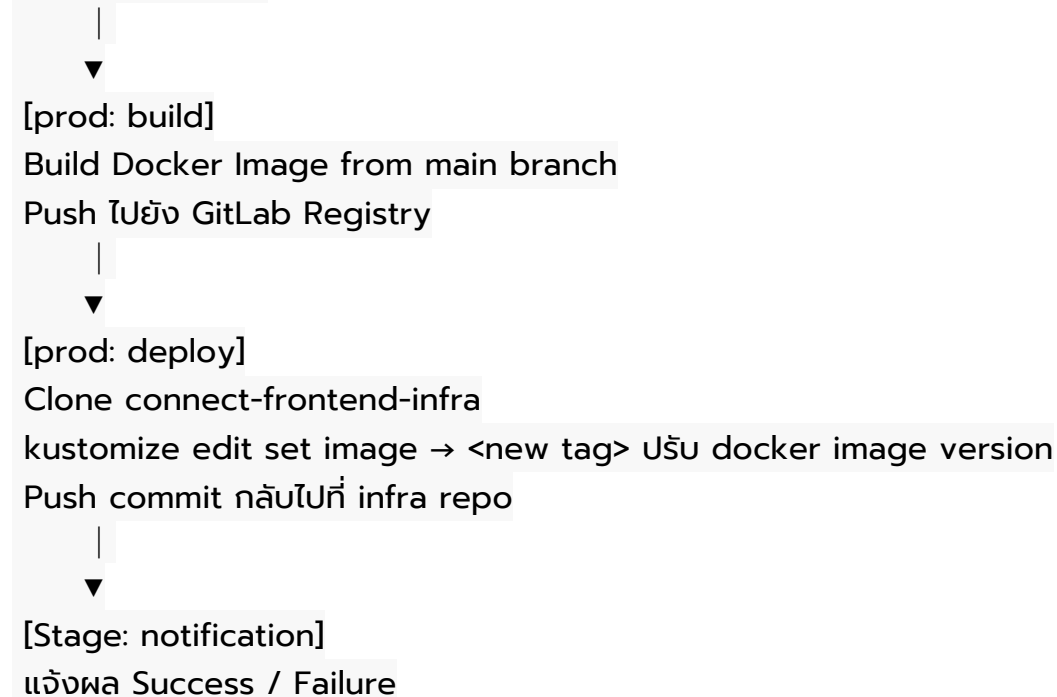 [prod: build]
Build Docker Image from main branch
Push ไปยัง GitLab Registry
[prod: deploy]
Clone connect-frontend-infra
kustomize edit set image → <new tag> ปรับ docker image version
Push commit กลับไปที่ infra repo
[Stage: notification]
แจ้งผล Success / Failure